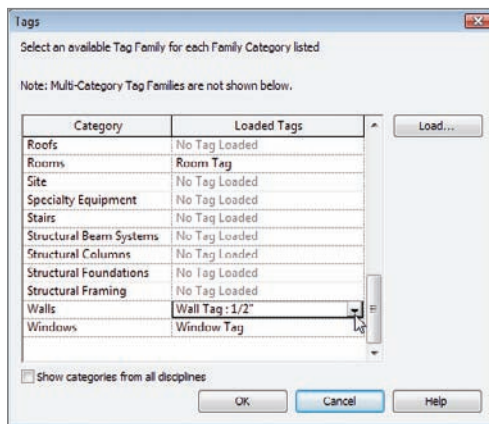 Tags
Select an available Tag Family for each Family Category listed
Note: Multi-Category Tag Families are not shown below.
Category Loaded Tags
Load...
Roofs No Tag Loaded
Rooms Room Tag
Site No Tag Loaded
Specialty Equipment No Tag Loaded
Stairs No Tag Loaded
Structural Beam Systems No Tag Loaded
Structural Columns No Tag Loaded
Structural Foundations No Tag Loaded
Structural Framing No Tag Loaded
Walls Wall Tag : 1/2"
Windows Window Tag
Show categories from all disciplines
OK Cancel Help